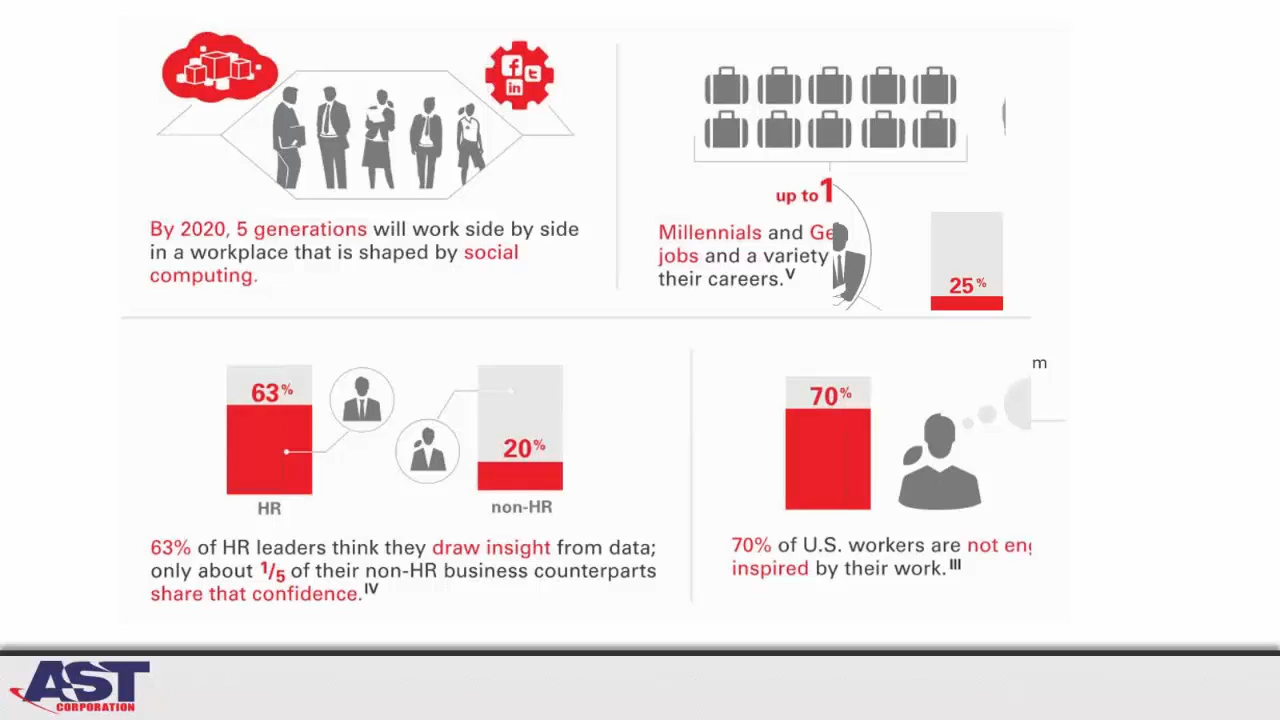 By 2020, 5 generations will work side by side
in a workplace that is shaped by social
computing.
up to 1
Millennials and Ge
jobs and a variety
their careers.V
25%
63%
HR
20%
non-HR
63% of HR leaders think they draw insight from data;
only about 1/5 of their non-HR business counterparts
share that confidence.IV
m
70%
70% of U.S. workers are not en
inspired by their work.III
AST
CORPORATION